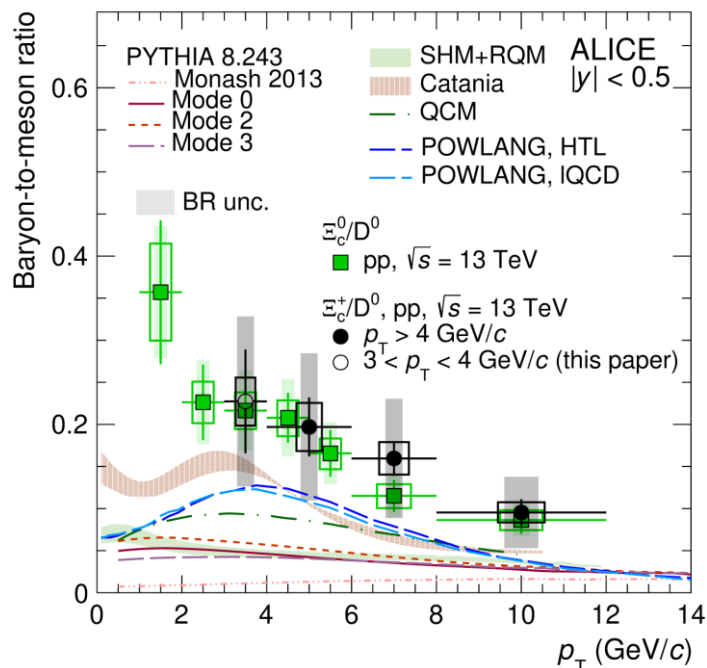 Baryon-to-meson ratio
0.6
0.4
0.2
0
PYTHIA 8.243
Monash 2013
Mode 0
Mode 2
Mode 3
SHM+RQM
Catania
QCM
POWLANG, HTL
POWLANG, lQCD
ALICE
|y| < 0.5
BR unc.
Ξc0/D0
pp, √s = 13 TeV
Ξc+/D0, pp, √s = 13 TeV
pT > 4 GeV/c
3 < pT < 4 GeV/c (this paper)
0 2 4 6 8 10 12 14
pT (GeV/c)